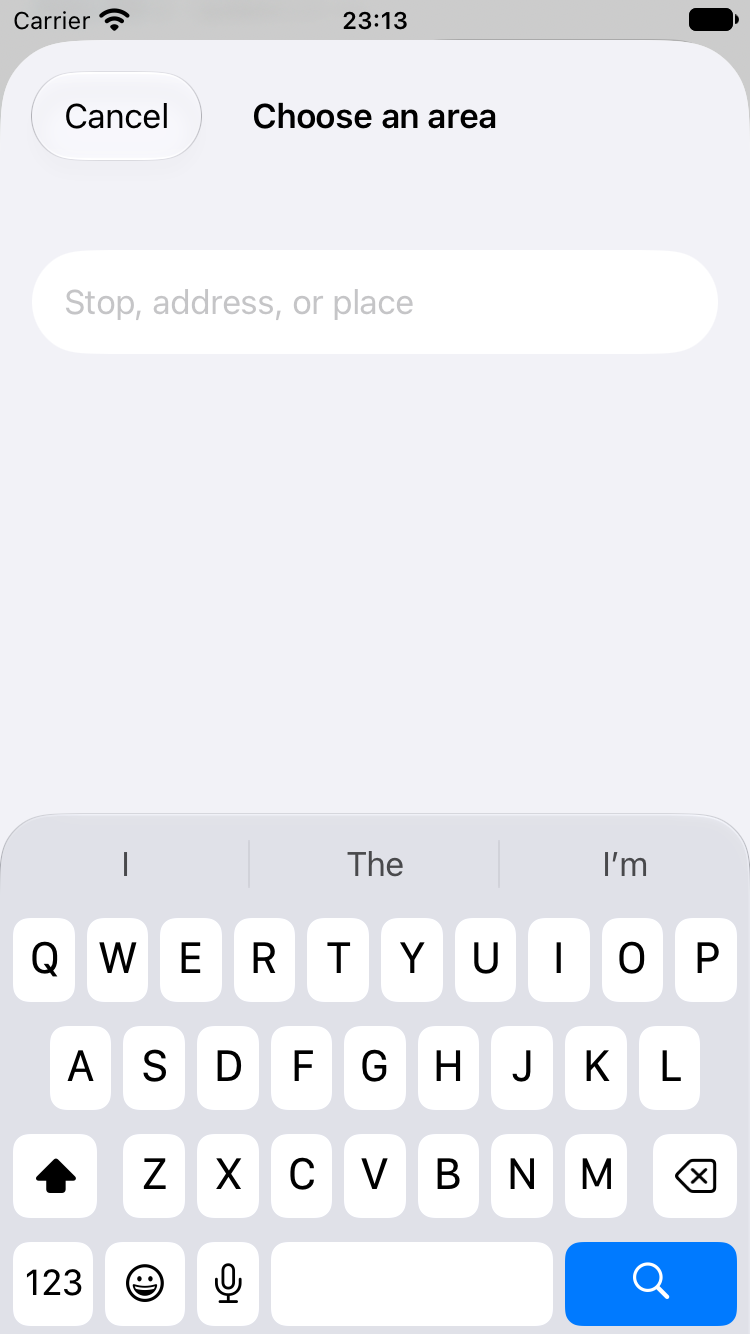 Carrier 23:13
Cancel Choose an area
Stop, address, or place
I The I’m
Q W E R T Y U I O P
A S D F G H J K L
Z X C V B N M
123